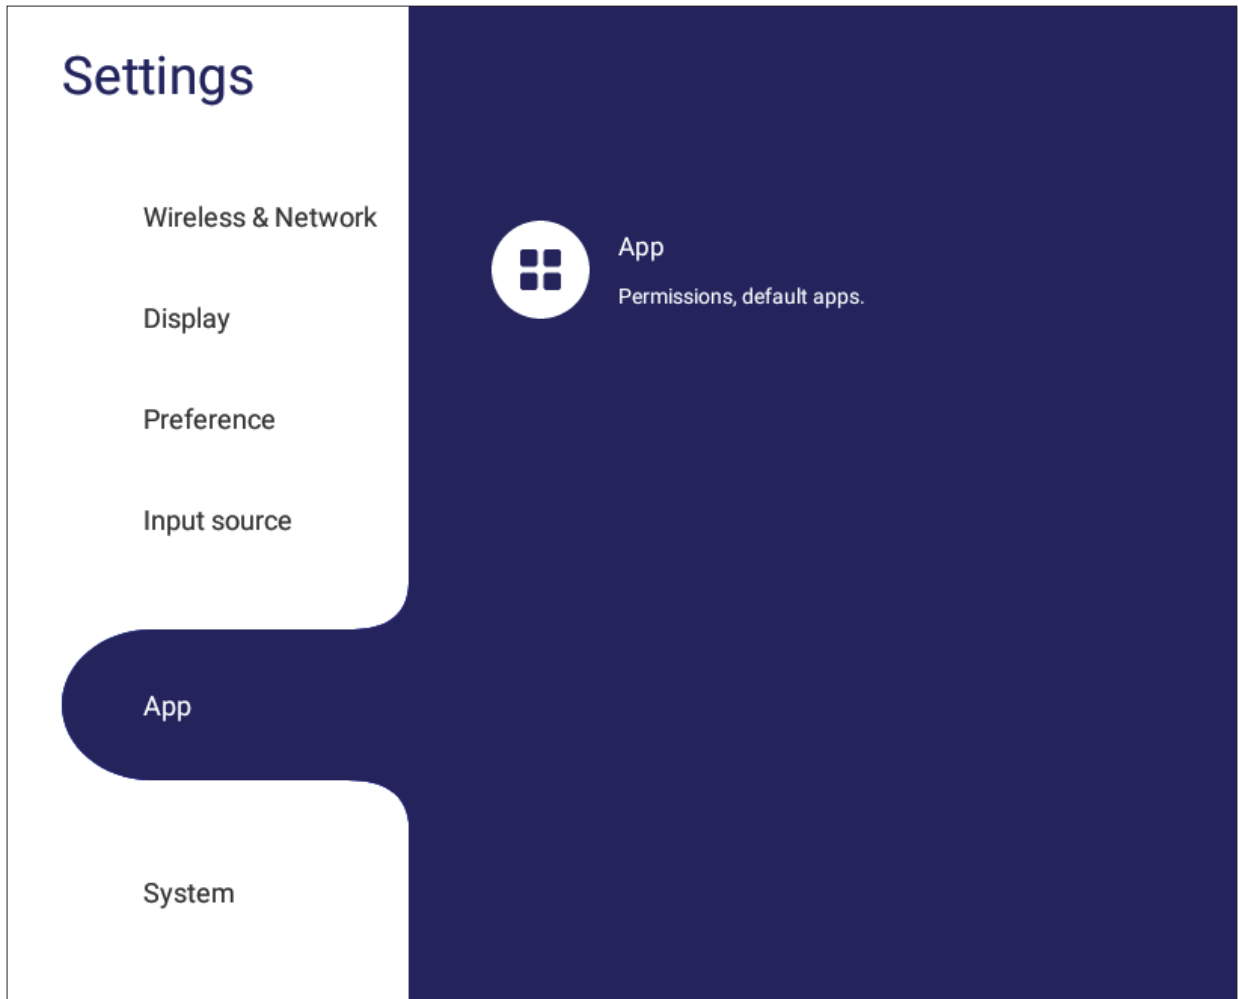 Settings
Wireless & Network
Display
Preference
Input source
App
System
App
Permissions, default apps.